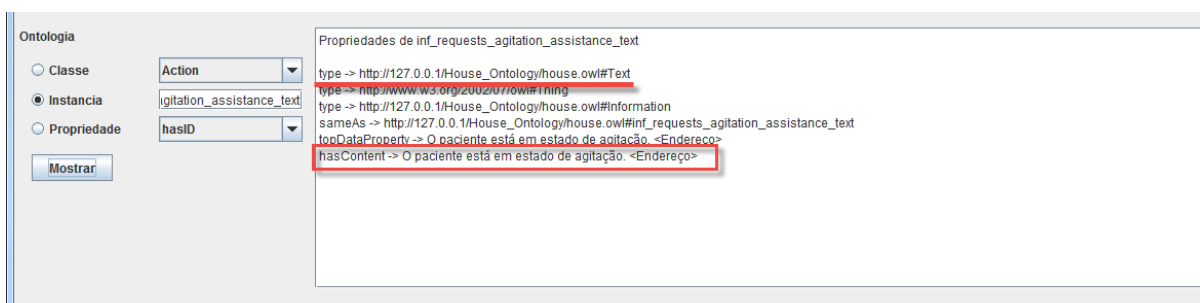 Ontologia
Propriedades de inf_requests_agitation_assistance_text
Classe Action
type -> http://127.0.0.1/House_Ontology/house.owl#Text
type -> http://www.w3.org/2002/07/owl#Thing
Instancia igitation_assistance_text
type -> http://127.0.0.1/House_Ontology/house.owl#Information
sameAs -> http://127.0.0.1/House_Ontology/house.owl#inf_requests_agitation_assistance_text
Propriedade hasID
topDataProperty -> O paciente está em estado de agitação. <Endereço>
hasContent -> O paciente está em estado de agitação. <Endereço>
Mostrar